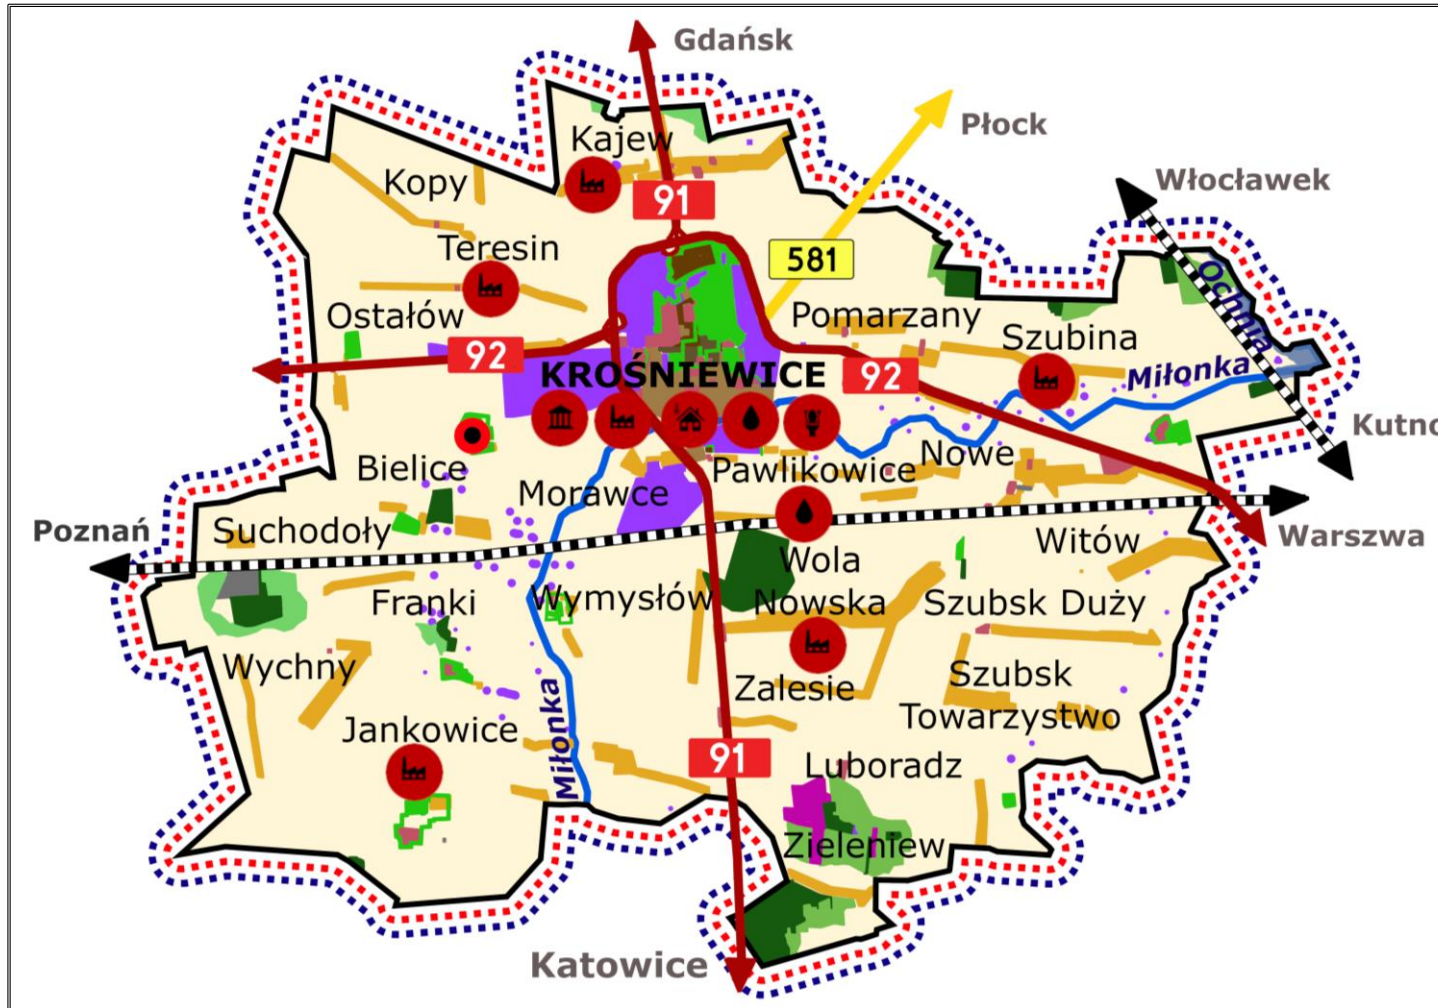 Gdańsk
Płock
Kajew
Włocławek
Kopy
91
Teresin
581
Ochnia
Ostałów
Pomarzany
Szubina
92
KROŚNIEWICE
92
Miłonka
Kutno
Bielice
Morawce
Pawlikowice
Nowe
Poznań
Suchodoły
Witów
Warszwa
Wola
Franki
Wymysłów
Nowska
Szubsk Duży
Wychny
Zalesie
Szubsk
Towarzystwo
Jankowice
Miłonka
91
Luboradz
Zieleniew
Katowice